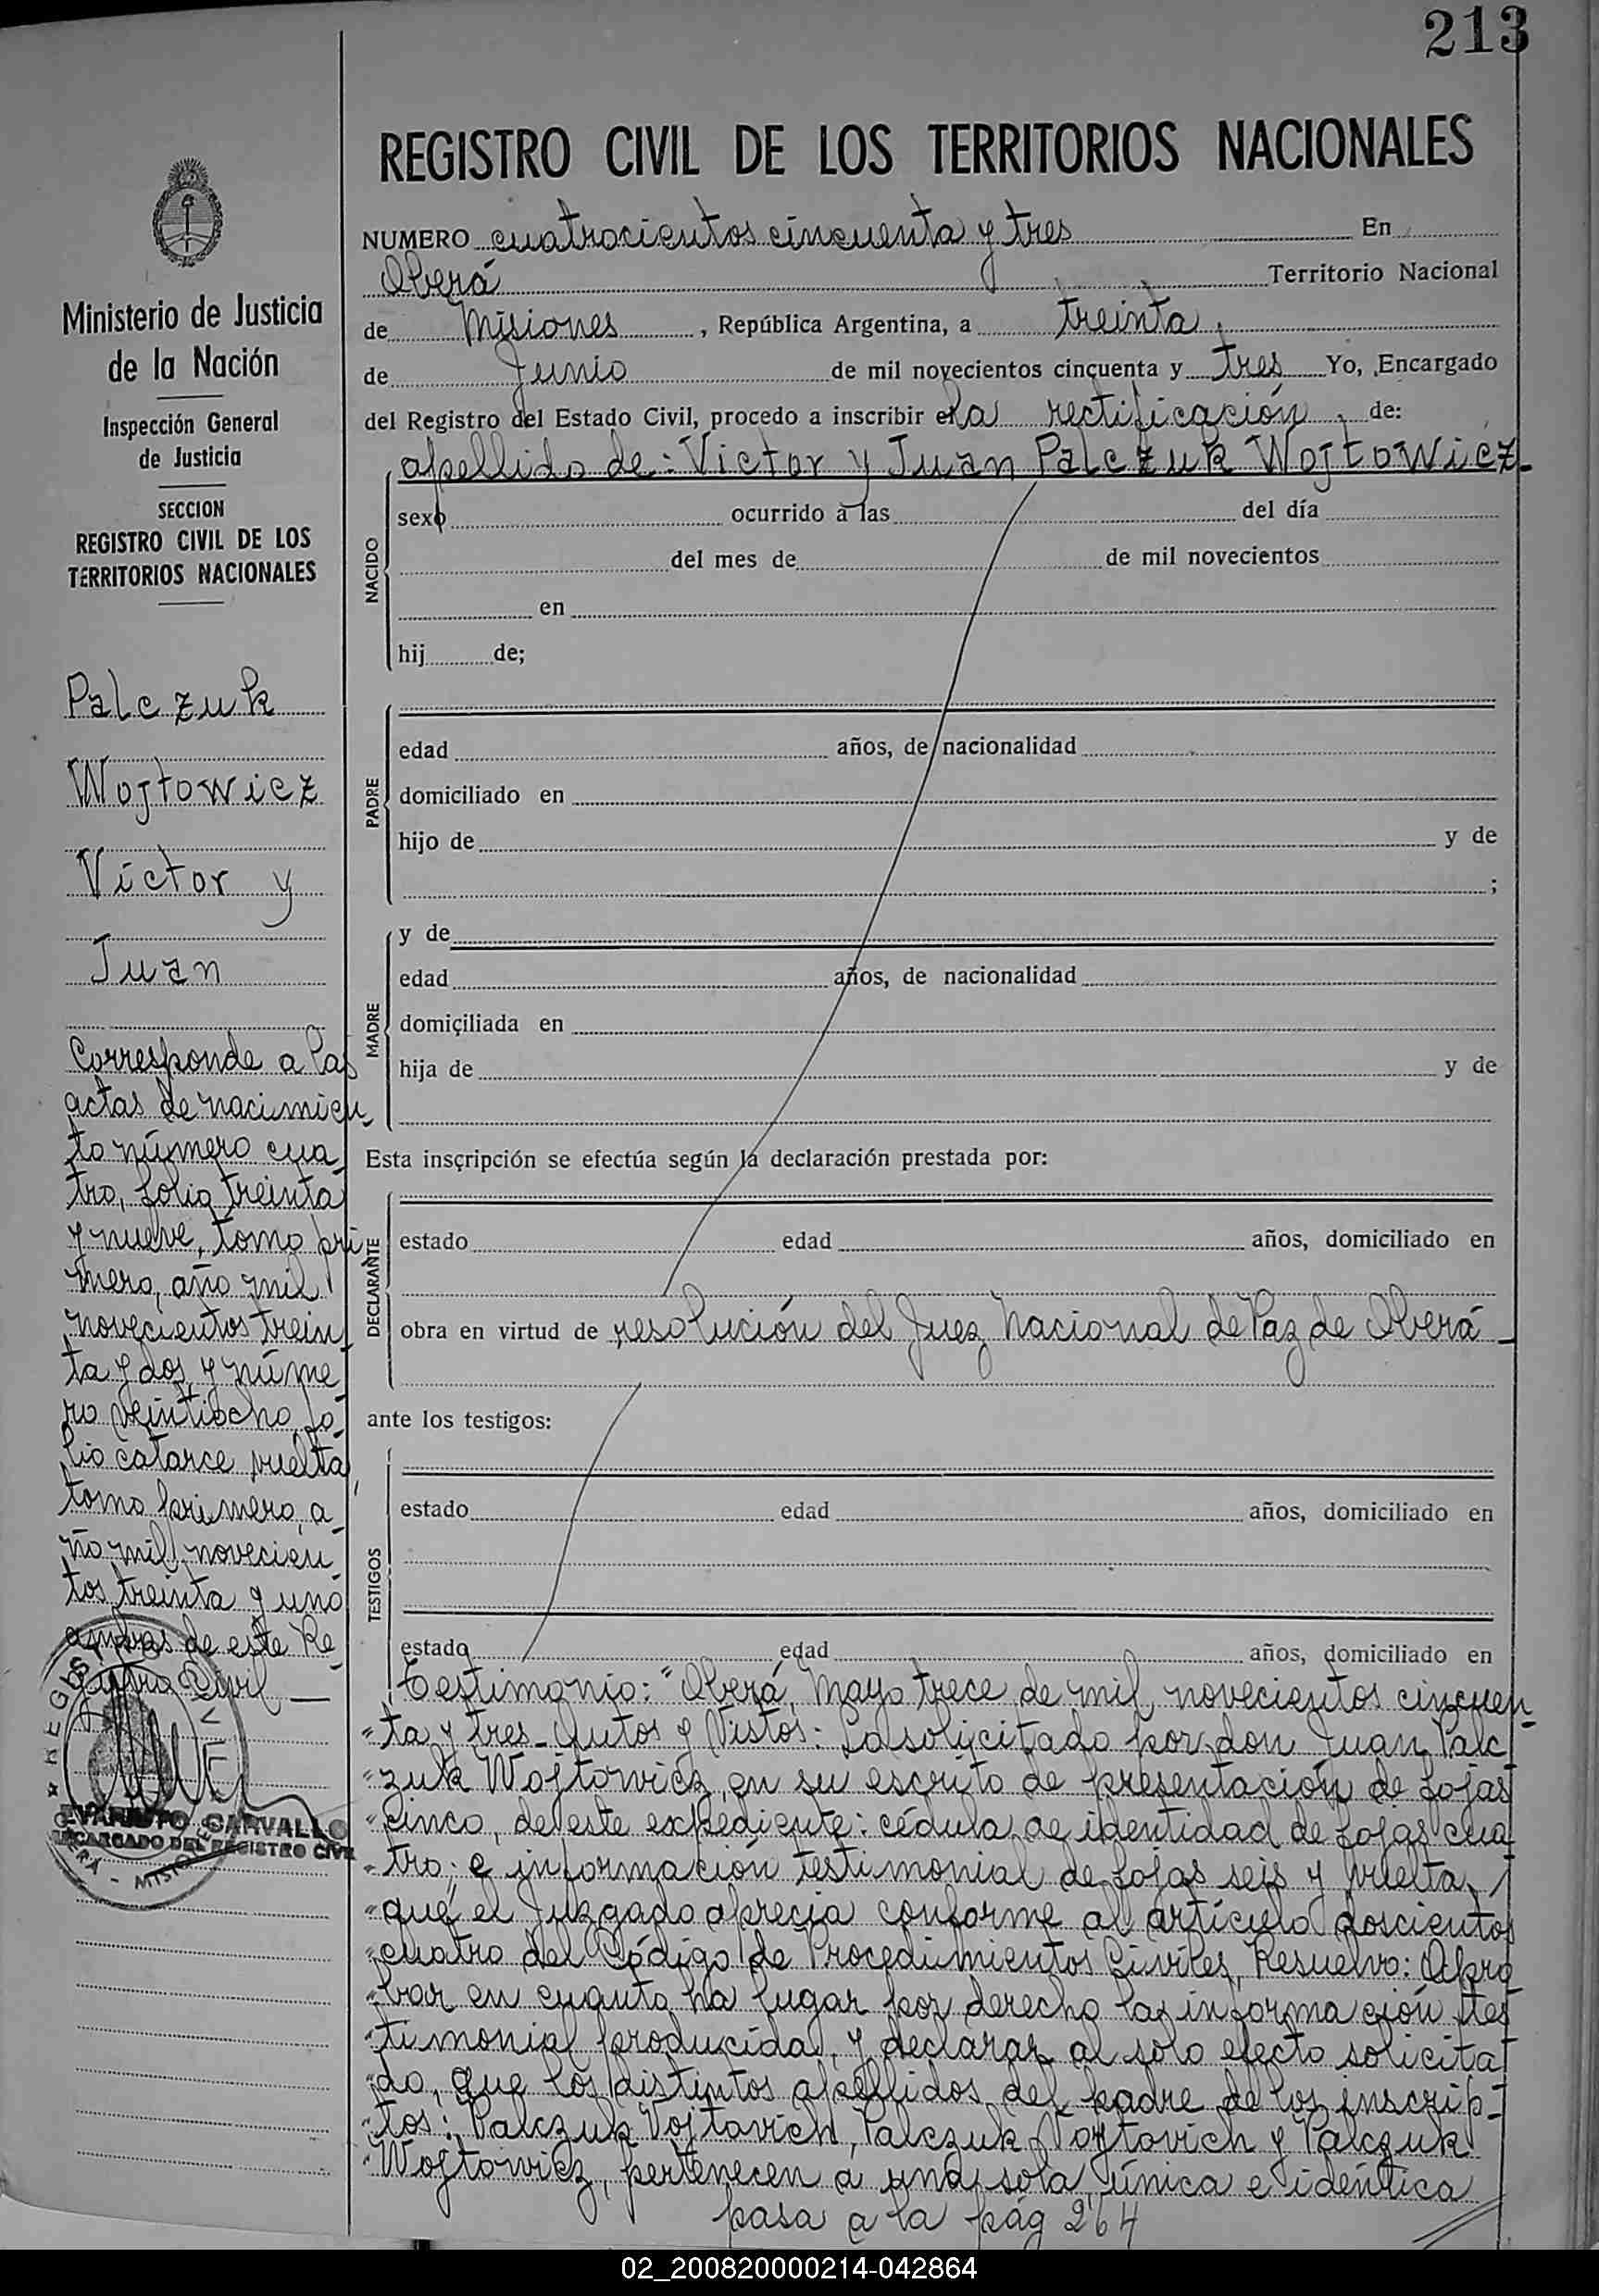 213
REGISTRO CIVIL DE LOS TERRITORIOS NACIONALES
NUMERO cuatrocientos cincuenta y tres En
Oberá Territorio Nacional
de Misiones, República Argentina, a treinta
de Junio de mil novecientos cincuenta y tres Yo, Encargado
del Registro del Estado Civil, procedo a inscribir el la rectificación de:
apellido de: Victor y Juan Palczuk Wojtowicz
NACIDO
sexo ocurrido a las del día
del mes de de mil novecientos
en
hij de;
PADRE
edad años, de nacionalidad
domiciliado en
hijo de y de
;
MADRE
y de
edad años, de nacionalidad
domiciliada en
hija de y de
Esta inscripción se efectúa según la declaración prestada por:
DECLARANTE
estado edad años, domiciliado en
obra en virtud de resolución del Juez Nacional de Paz de Oberá
ante los testigos:
TESTIGOS
estado edad años, domiciliado en
estado edad años, domiciliado en
Testimonio: "Oberá, Mayo trece de mil novecientos cincuen
"ta y tres - Autos y Vistos: Lo solicitado por don Juan Palc
"zuk Wojtowicz, en su escrito de presentación de fojas
"cinco, de este expediente: cédula de identidad de fojas cua
"tro; e información testimonial de fojas seis y vuelta,
"que el Juzgado aprecia conforme al artículo doscientos
"cuatro del Código de Procedimientos Civiles, Resuelvo: Apro
"bar en cuanto ha lugar por derecho la información tes
"timonial producida, y declarar al solo efecto solicita
"do, que los distintos apellidos del padre de los inscrip-
"tos: Palczuk Vojtavich, Palczuk Voytovich y Palczuk
"Wojtowicz, pertenecen a una sola, única e idéntica
pasa a la pág 264
Ministerio de Justicia
de la Nación
Inspección General
de Justicia
SECCION
REGISTRO CIVIL DE LOS
TERRITORIOS NACIONALES
Palczuk
Wojtowicz
Victor y
Juan
Corresponde a las
actas de nacimien
to número cua
tro, folio treinta
y nueve, tomo pri
mero, año mil
novecientos trein
ta y dos y núme
ro veintiocho, fo
lio catorce vuelta,
tomo primero, a
ño mil novecien
tos treinta y uno
ambas de este Re
gistro Civil
EVARISTO CARVALLO
ENCARGADO DEL REGISTRO CIVIL
OBERÁ - MISIONES
02_200820000214-042864